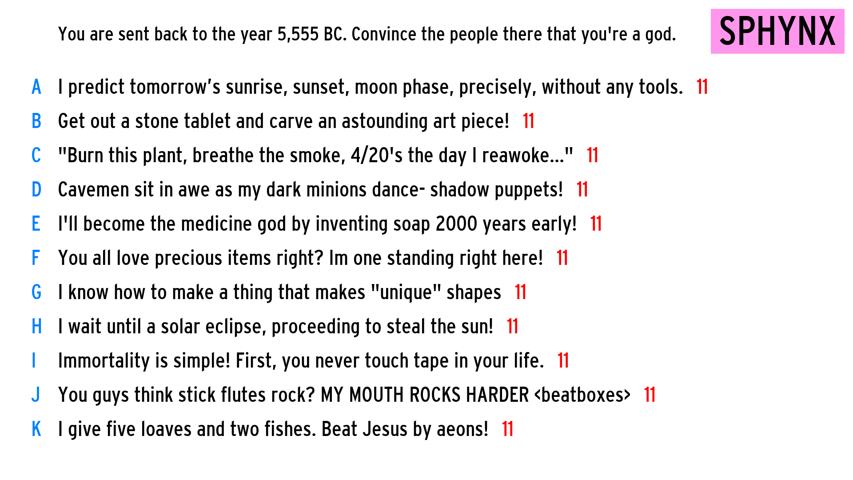 You are sent back to the year 5,555 BC. Convince the people there that you're a god.
SPHYNX
A I predict tomorrow’s sunrise, sunset, moon phase, precisely, without any tools. 11
B Get out a stone tablet and carve an astounding art piece! 11
C "Burn this plant, breathe the smoke, 4/20's the day I reawoke..." 11
D Cavemen sit in awe as my dark minions dance- shadow puppets! 11
E I'll become the medicine god by inventing soap 2000 years early! 11
F You all love precious items right? Im one standing right here! 11
G I know how to make a thing that makes "unique" shapes 11
H I wait until a solar eclipse, proceeding to steal the sun! 11
I Immortality is simple! First, you never touch tape in your life. 11
J You guys think stick flutes rock? MY MOUTH ROCKS HARDER <beatboxes> 11
K I give five loaves and two fishes. Beat Jesus by aeons! 11